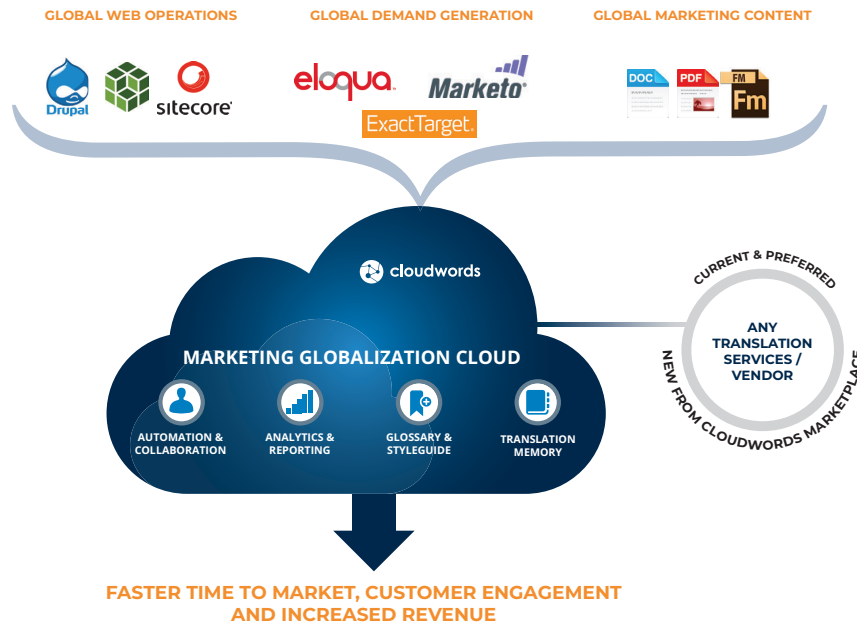 GLOBAL WEB OPERATIONS
GLOBAL DEMAND GENERATION
GLOBAL MARKETING CONTENT
Drupal
sitecore
eloqua
Marketo
ExactTarget.
DOC
PDF
FM
Fm
cloudwords
MARKETING GLOBALIZATION CLOUD
AUTOMATION &
COLLABORATION
ANALYTICS &
REPORTING
GLOSSARY &
STYLEGUIDE
TRANSLATION
MEMORY
CURRENT & PREFERRED
ANY
TRANSLATION
SERVICES /
VENDOR
NEW FROM CLOUDWORDS MARKETPLACE
FASTER TIME TO MARKET, CUSTOMER ENGAGEMENT
AND INCREASED REVENUE